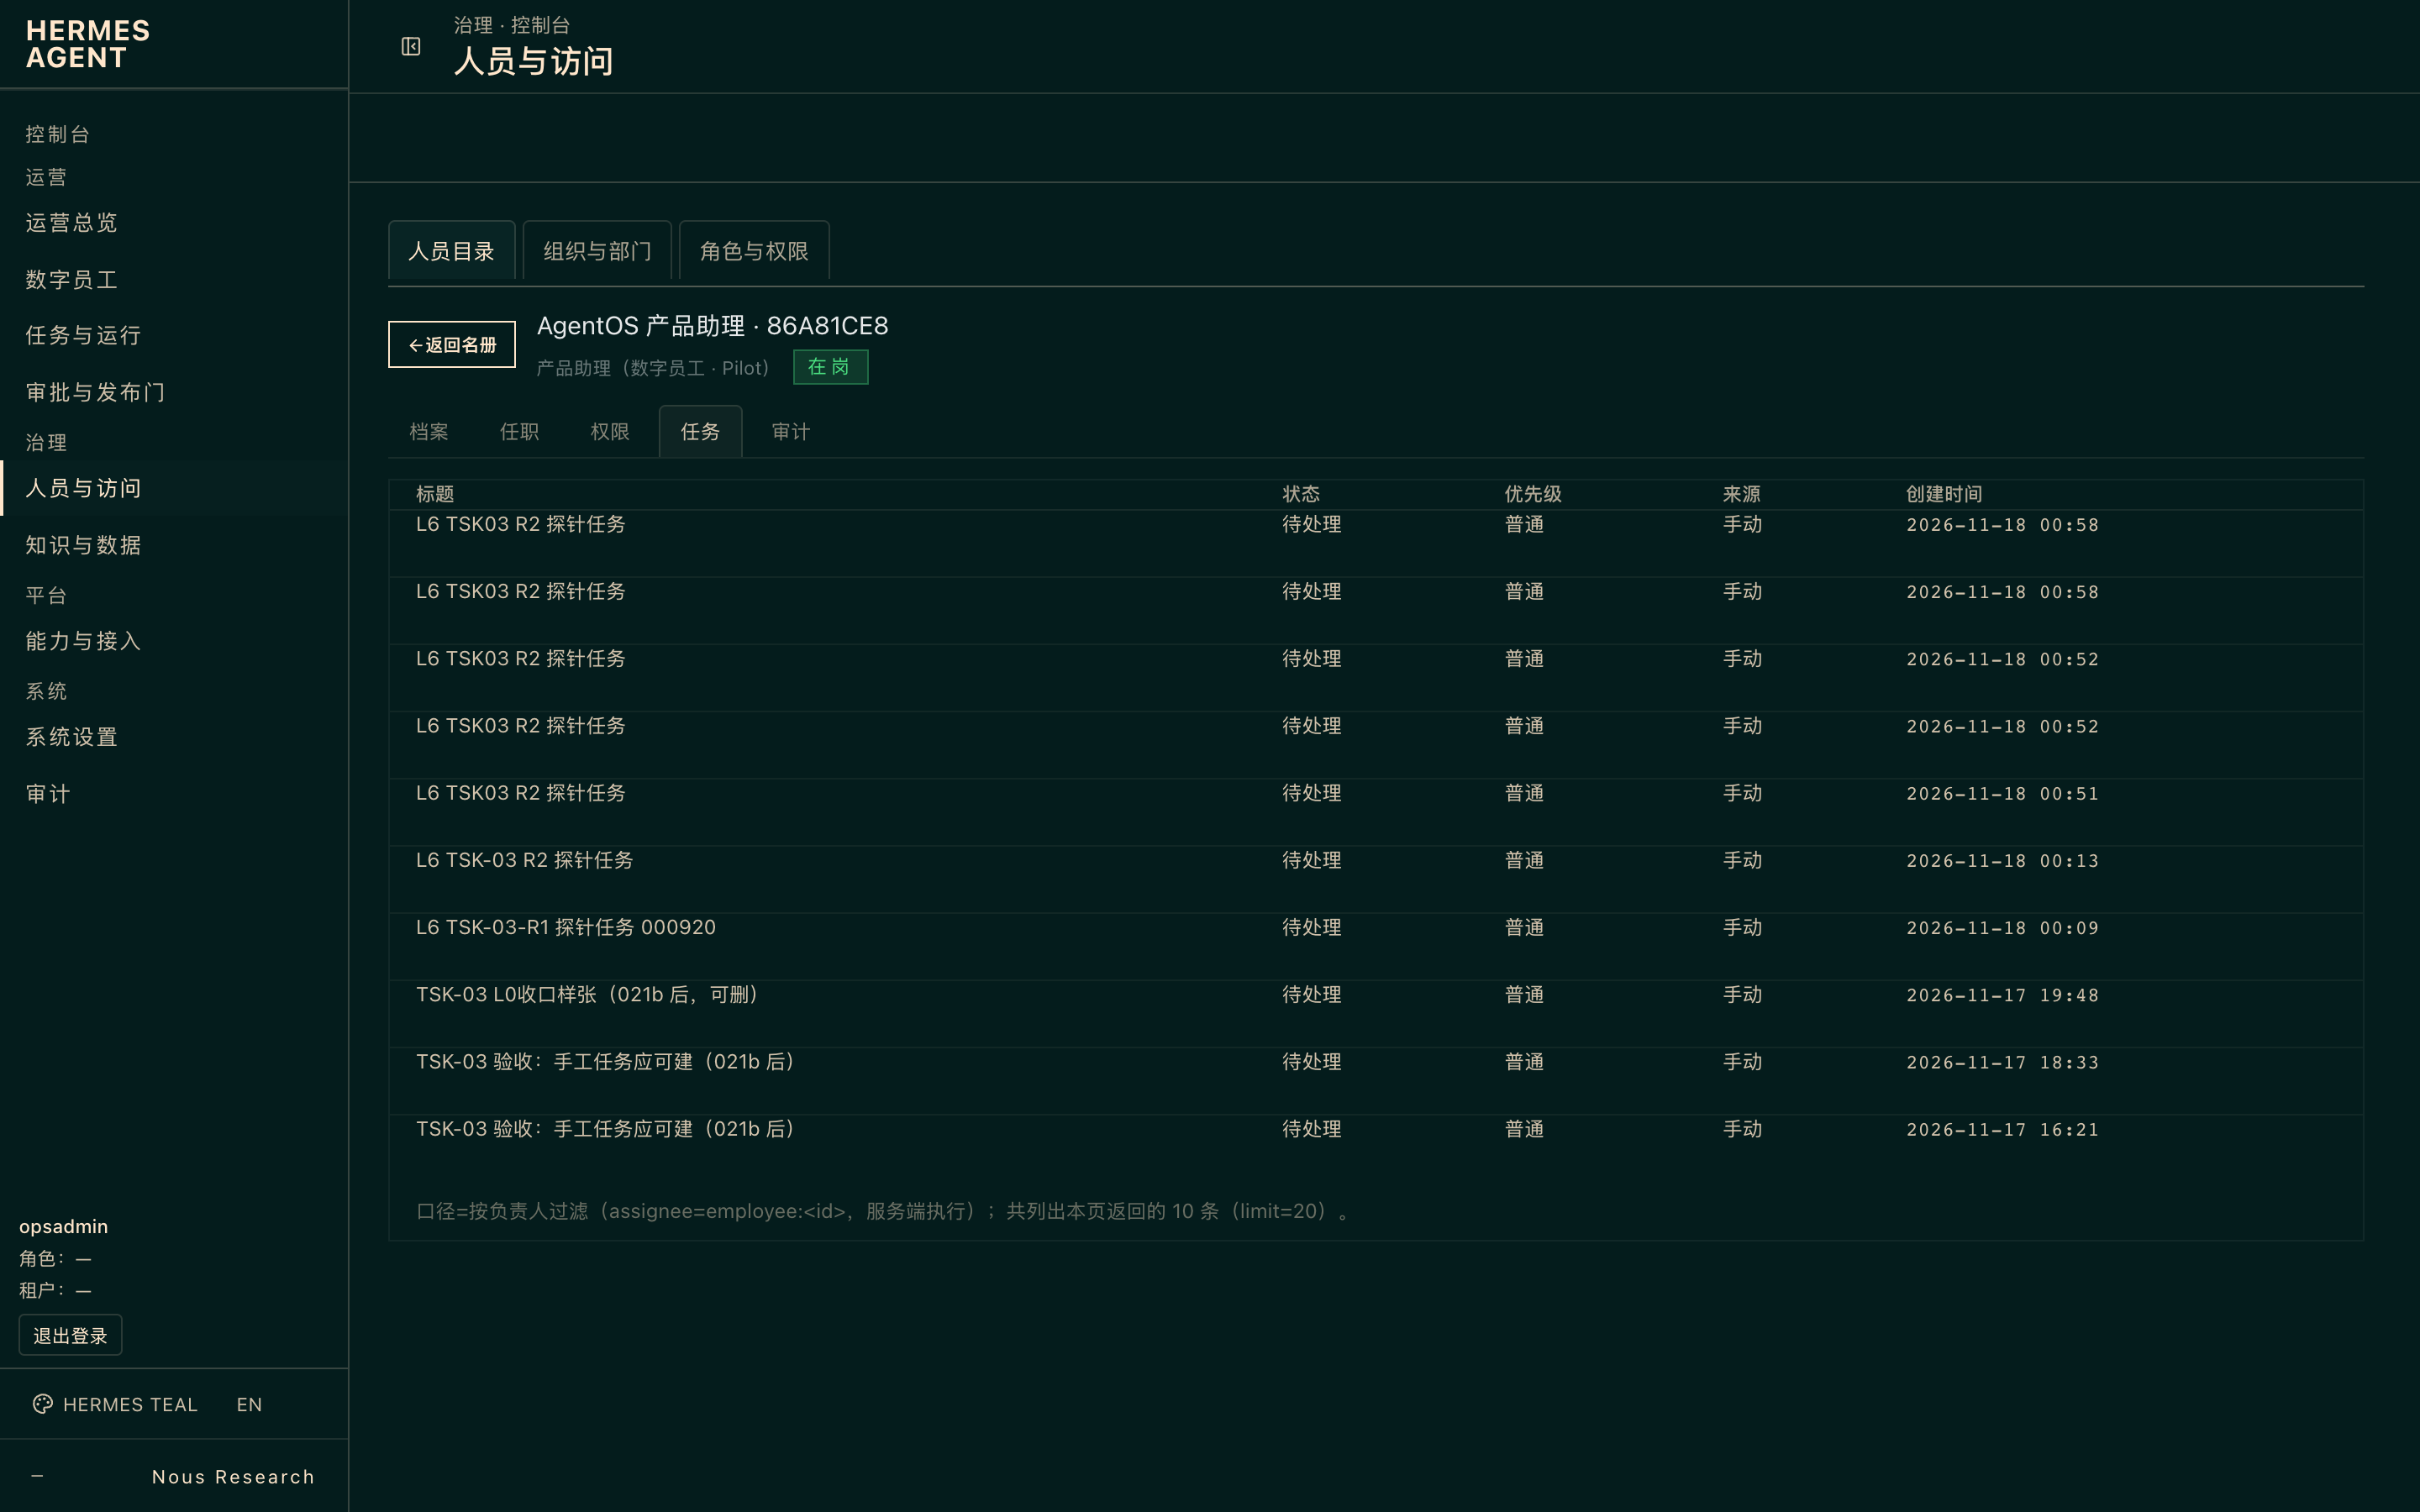 HERMES
AGENT
控制台
运营
运营总览
数字员工
任务与运行
审批与发布门
治理
人员与访问
知识与数据
平台
能力与接入
系统
系统设置
审计
opsadmin
角色：—
租户：—
退出登录
HERMES TEAL EN
— Nous Research
治理 · 控制台
人员与访问
人员目录 组织与部门 角色与权限
←返回名册
AgentOS 产品助理 · 86A81CE8
产品助理（数字员工 · Pilot） 在岗
档案 任职 权限 任务 审计
标题 状态 优先级 来源 创建时间
L6 TSK03 R2 探针任务 待处理 普通 手动 2026-11-18 00:58
L6 TSK03 R2 探针任务 待处理 普通 手动 2026-11-18 00:58
L6 TSK03 R2 探针任务 待处理 普通 手动 2026-11-18 00:52
L6 TSK03 R2 探针任务 待处理 普通 手动 2026-11-18 00:52
L6 TSK03 R2 探针任务 待处理 普通 手动 2026-11-18 00:51
L6 TSK-03 R2 探针任务 待处理 普通 手动 2026-11-18 00:13
L6 TSK-03-R1 探针任务 000920 待处理 普通 手动 2026-11-18 00:09
TSK-03 L0收口样张（021b 后，可删） 待处理 普通 手动 2026-11-17 19:48
TSK-03 验收：手工任务应可建（021b 后） 待处理 普通 手动 2026-11-17 18:33
TSK-03 验收：手工任务应可建（021b 后） 待处理 普通 手动 2026-11-17 16:21
口径=按负责人过滤（assignee=employee:<id>，服务端执行）；共列出本页返回的 10 条（limit=20）。